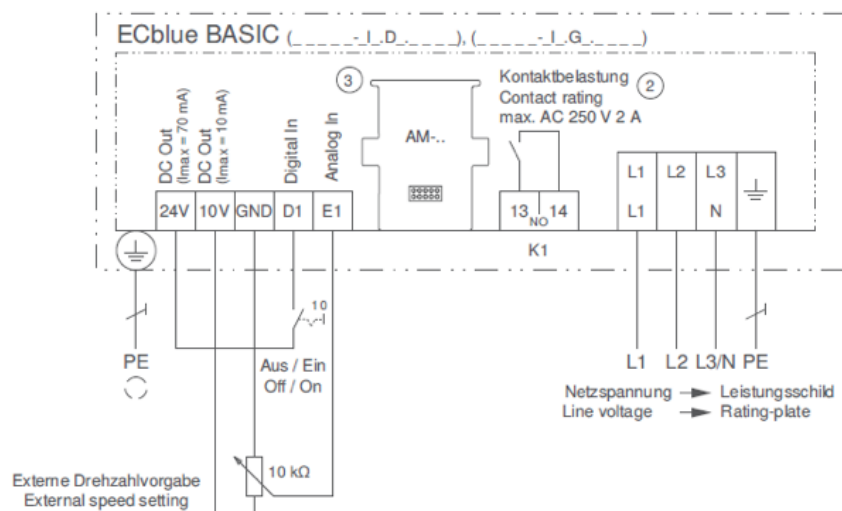 ECblue BASIC (_ _ _ _ _- I _.D _._ _ _ _), (_ _ _ _ _- I _.G _._ _ _ _)
3
Kontaktbelastung
Contact rating
max. AC 250 V 2 A
2
DC Out
(Imax = 70 mA)
DC Out
(Imax = 10 mA)
Digital In
Analog In
AM-..
24V 10V GND D1 E1
13 NO 14
L1 L2 L3
L1 N
K1
10
PE
Aus / Ein
Off / On
L1 L2 L3/N PE
Netzspannung Leistungsschild
Line voltage Rating-plate
10 kΩ
Externe Drehzahlvorgabe
External speed setting